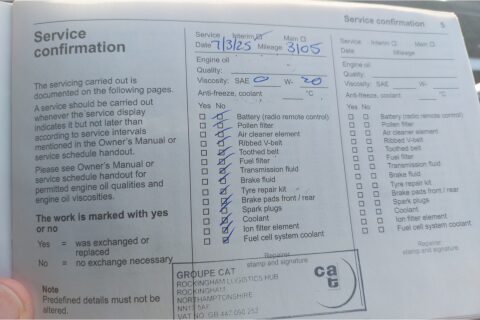 Service confirmation 5
Service
confirmation
The servicing carried out is
documented on the following pages.
A service should be carried out
whenever the service display
indicates it but not later than
according to service intervals
mentioned in the Owner's Manual or
service schedule handout.
Please see Owner's Manual or
service schedule handout for
permitted engine oil qualities and
engine oil viscosities.
The work is marked with yes
or no
Yes = was exchanged or
replaced
No = no exchange necessary
Note
Predefined details must not be
altered.
Service Interim Main
Date 7/3/25 Mileage 3105
Engine oil
Quality:
Viscosity: SAE 0 W- 20
Anti-freeze, coolant °C
Yes No
Battery (radio remote control)
Pollen filter
Air cleaner element
Ribbed V-belt
Toothed belt
Fuel filter
Transmission fluid
Brake fluid
Tyre repair kit
Brake pads front / rear
Spark plugs
Coolant
Ion filter element
Fuel cell system coolant
Repairer
stamp and signature
GROUPE CAT
ROCKINGHAM LOGISTICS HUB
ROCKINGHAM
NORTHAMPTONSHIRE
NN17 5AF
VAT NO GB 447 090 253
cat
Service Interim Main
Date Mileage
Engine oil
Quality:
Viscosity: SAE W-
Anti-freeze, coolant °C
Yes No
Battery (radio remote control)
Pollen filter
Air cleaner element
Ribbed V-belt
Toothed belt
Fuel filter
Transmission fluid
Brake fluid
Tyre repair kit
Brake pads front / rear
Spark plugs
Coolant
Ion filter element
Fuel cell system coolant
Repairer
stamp and signature